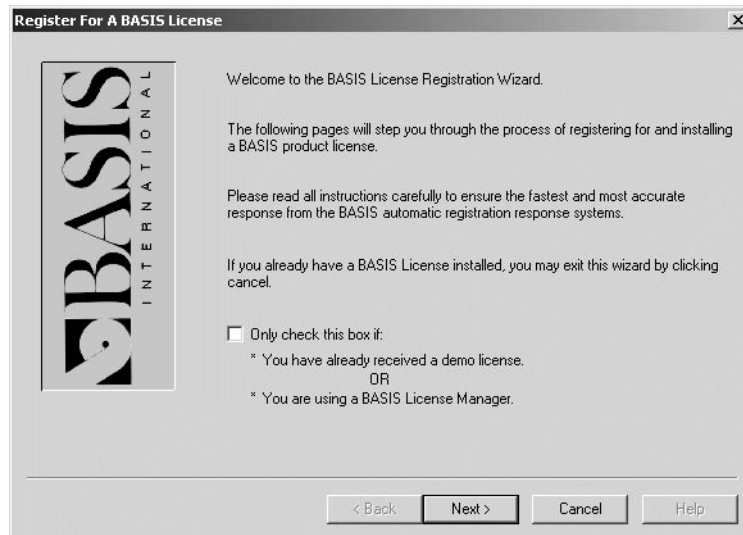 Register For A BASIS License
BASIS
INTERNATIONAL
Welcome to the BASIS License Registration Wizard.
The following pages will step you through the process of registering for and installing
a BASIS product license.
Please read all instructions carefully to ensure the fastest and most accurate
response from the BASIS automatic registration response systems.
If you already have a BASIS License installed, you may exit this wizard by clicking
cancel.
Only check this box if:
* You have already received a demo license.
OR
* You are using a BASIS License Manager.
< Back
Next >
Cancel
Help